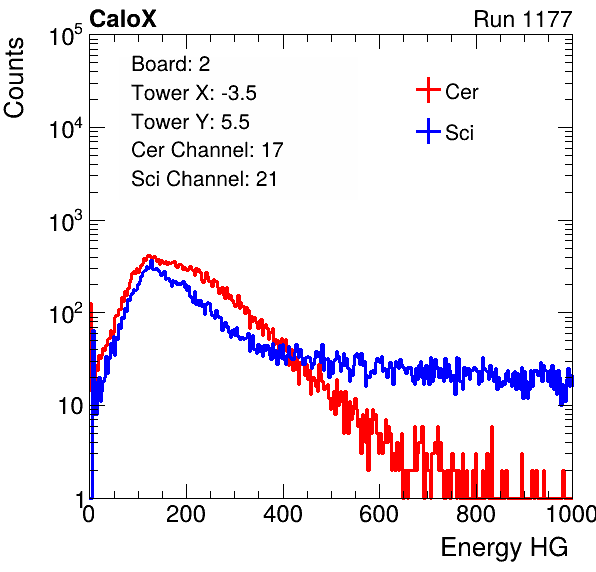 CaloX Run 1177
Counts
10^5
10^4
10^3
10^2
10
1
Board: 2
Tower X: -3.5
Tower Y: 5.5
Cer Channel: 17
Sci Channel: 21
Cer
Sci
0 200 400 600 800 1000
Energy HG